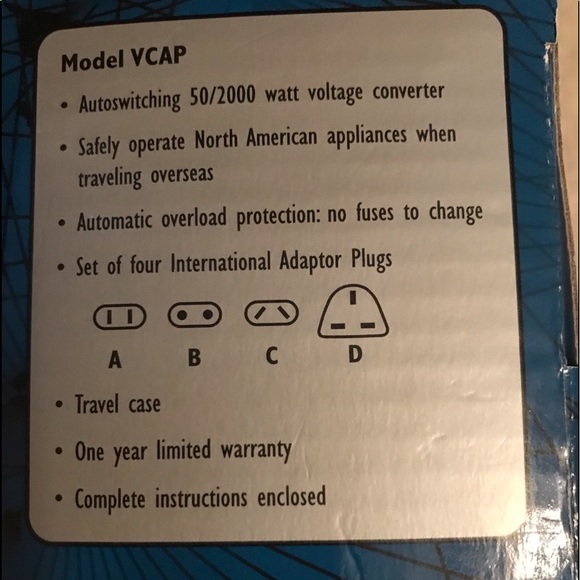 Model VCAP
• Autoswitching 50/2000 watt voltage converter
• Safely operate North American appliances when
traveling overseas
• Automatic overload protection: no fuses to change
• Set of four International Adaptor Plugs
A B C D
• Travel case
• One year limited warranty
• Complete instructions enclosed